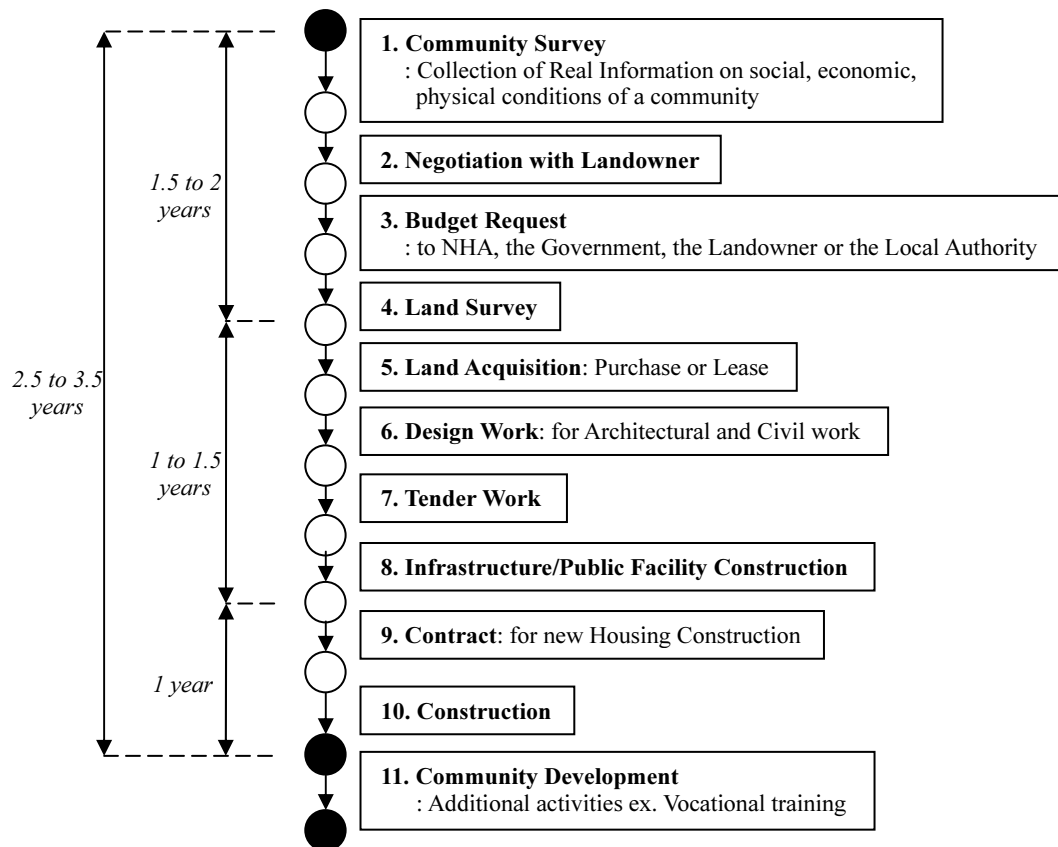 1. Community Survey
: Collection of Real Information on social, economic,
physical conditions of a community
2. Negotiation with Landowner
1.5 to 2
years
3. Budget Request
: to NHA, the Government, the Landowner or the Local Authority
4. Land Survey
5. Land Acquisition: Purchase or Lease
2.5 to 3.5
years
6. Design Work: for Architectural and Civil work
1 to 1.5
years
7. Tender Work
8. Infrastructure/Public Facility Construction
9. Contract: for new Housing Construction
1 year
10. Construction
11. Community Development
: Additional activities ex. Vocational training